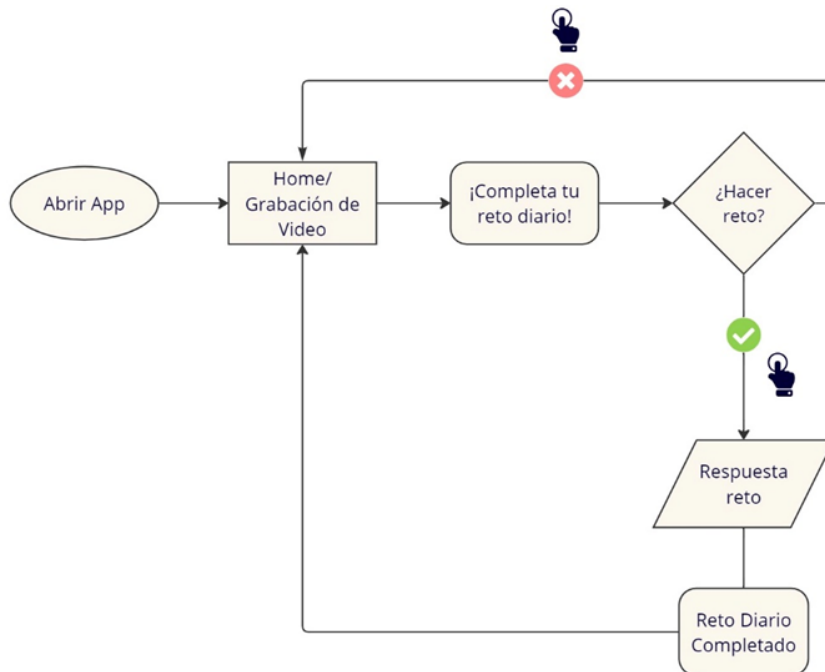 Abrir App
Home/
Grabación de
Video
¡Completa tu
reto diario!
¿Hacer
reto?
Respuesta
reto
Reto Diario
Completado